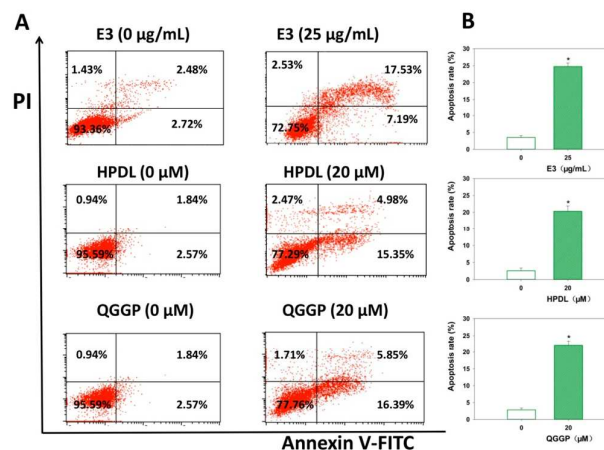 A
PI
E3 (0 µg/mL)
1.43% 2.48%
93.36% 2.72%
E3 (25 µg/mL)
2.53% 17.53%
72.75% 7.19%
HPDL (0 µM)
0.94% 1.84%
95.59% 2.57%
HPDL (20 µM)
2.47% 4.98%
77.29% 15.35%
QGGP (0 µM)
0.94% 1.84%
95.59% 2.57%
QGGP (20 µM)
1.71% 5.85%
77.76% 16.39%
Annexin V-FITC
B
Apoptosis rate (%)
30
25
20
15
10
5
0
*
0 25
E3 (µg/mL)
Apoptosis rate (%)
30
25
20
15
10
5
0
*
0 20
HPDL (µM)
Apoptosis rate (%)
30
25
20
15
10
5
0
*
0 20
QGGP (µM)